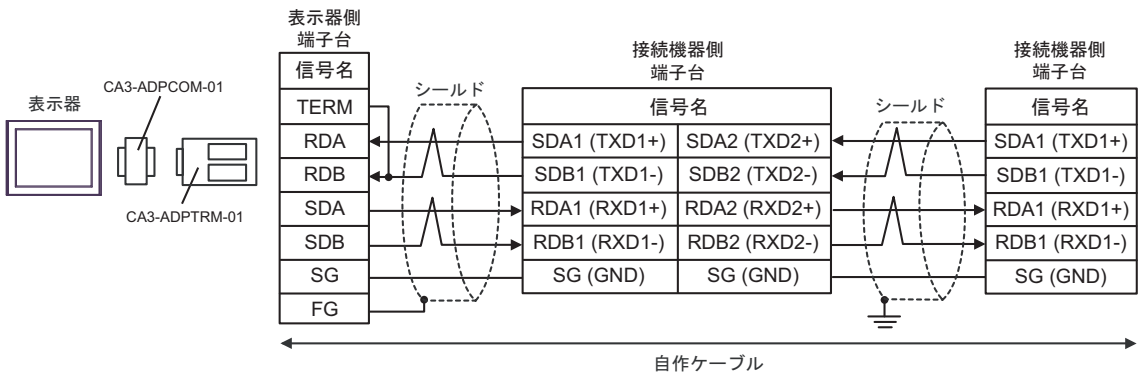 表示器
CA3-ADPCOM-01
CA3-ADPTRM-01
表示器側
端子台
信号名
TERM
RDA
RDB
SDA
SDB
SG
FG
シールド
接続機器側
端子台
信号名
SDA1 (TXD1+) SDA2 (TXD2+)
SDB1 (TXD1-) SDB2 (TXD2-)
RDA1 (RXD1+) RDA2 (RXD2+)
RDB1 (RXD1-) RDB2 (RXD2-)
SG (GND) SG (GND)
シールド
接続機器側
端子台
信号名
SDA1 (TXD1+)
SDB1 (TXD1-)
RDA1 (RXD1+)
RDB1 (RXD1-)
SG (GND)
自作ケーブル